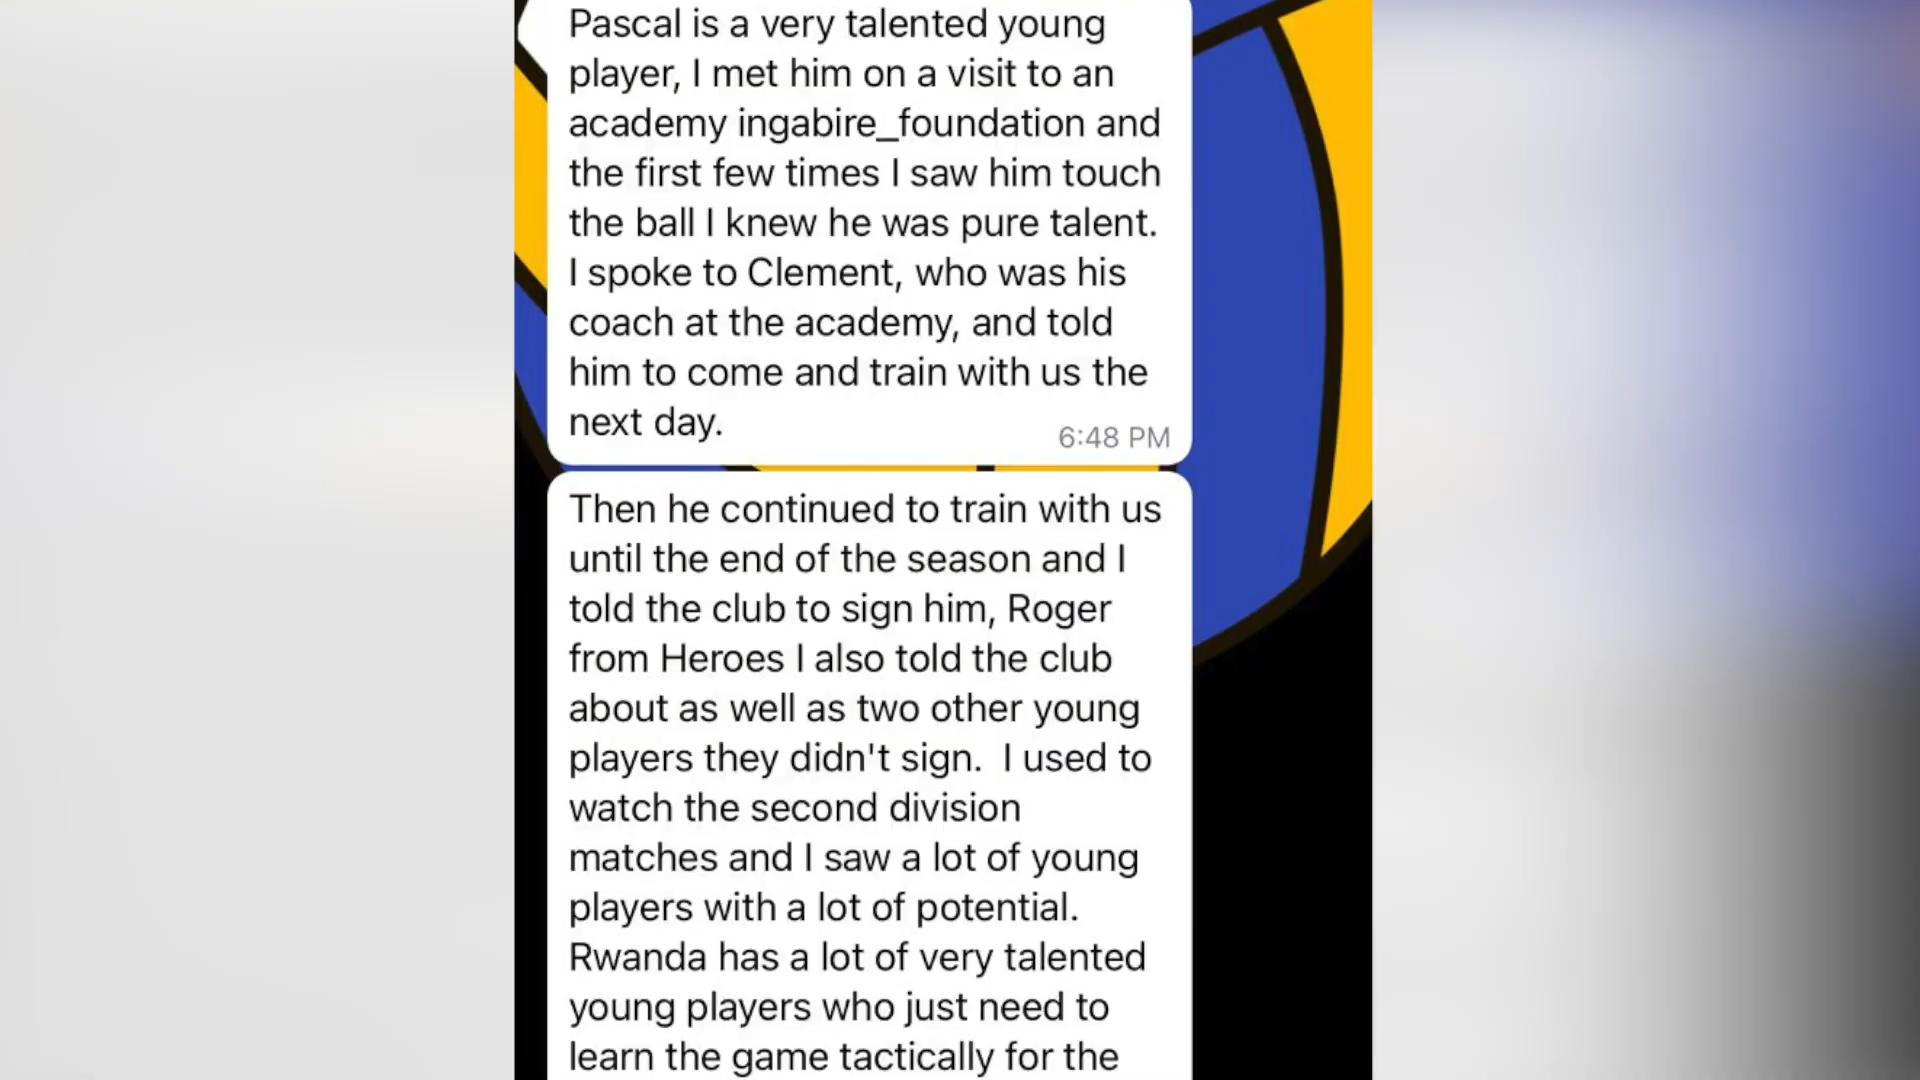 Pascal is a very talented young
player, I met him on a visit to an
academy ingabire_foundation and
the first few times I saw him touch
the ball I knew he was pure talent.
I spoke to Clement, who was his
coach at the academy, and told
him to come and train with us the
next day.
6:48 PM
Then he continued to train with us
until the end of the season and I
told the club to sign him, Roger
from Heroes I also told the club
about as well as two other young
players they didn't sign.  I used to
watch the second division
matches and I saw a lot of young
players with a lot of potential.
Rwanda has a lot of very talented
young players who just need to
learn the game tactically for the